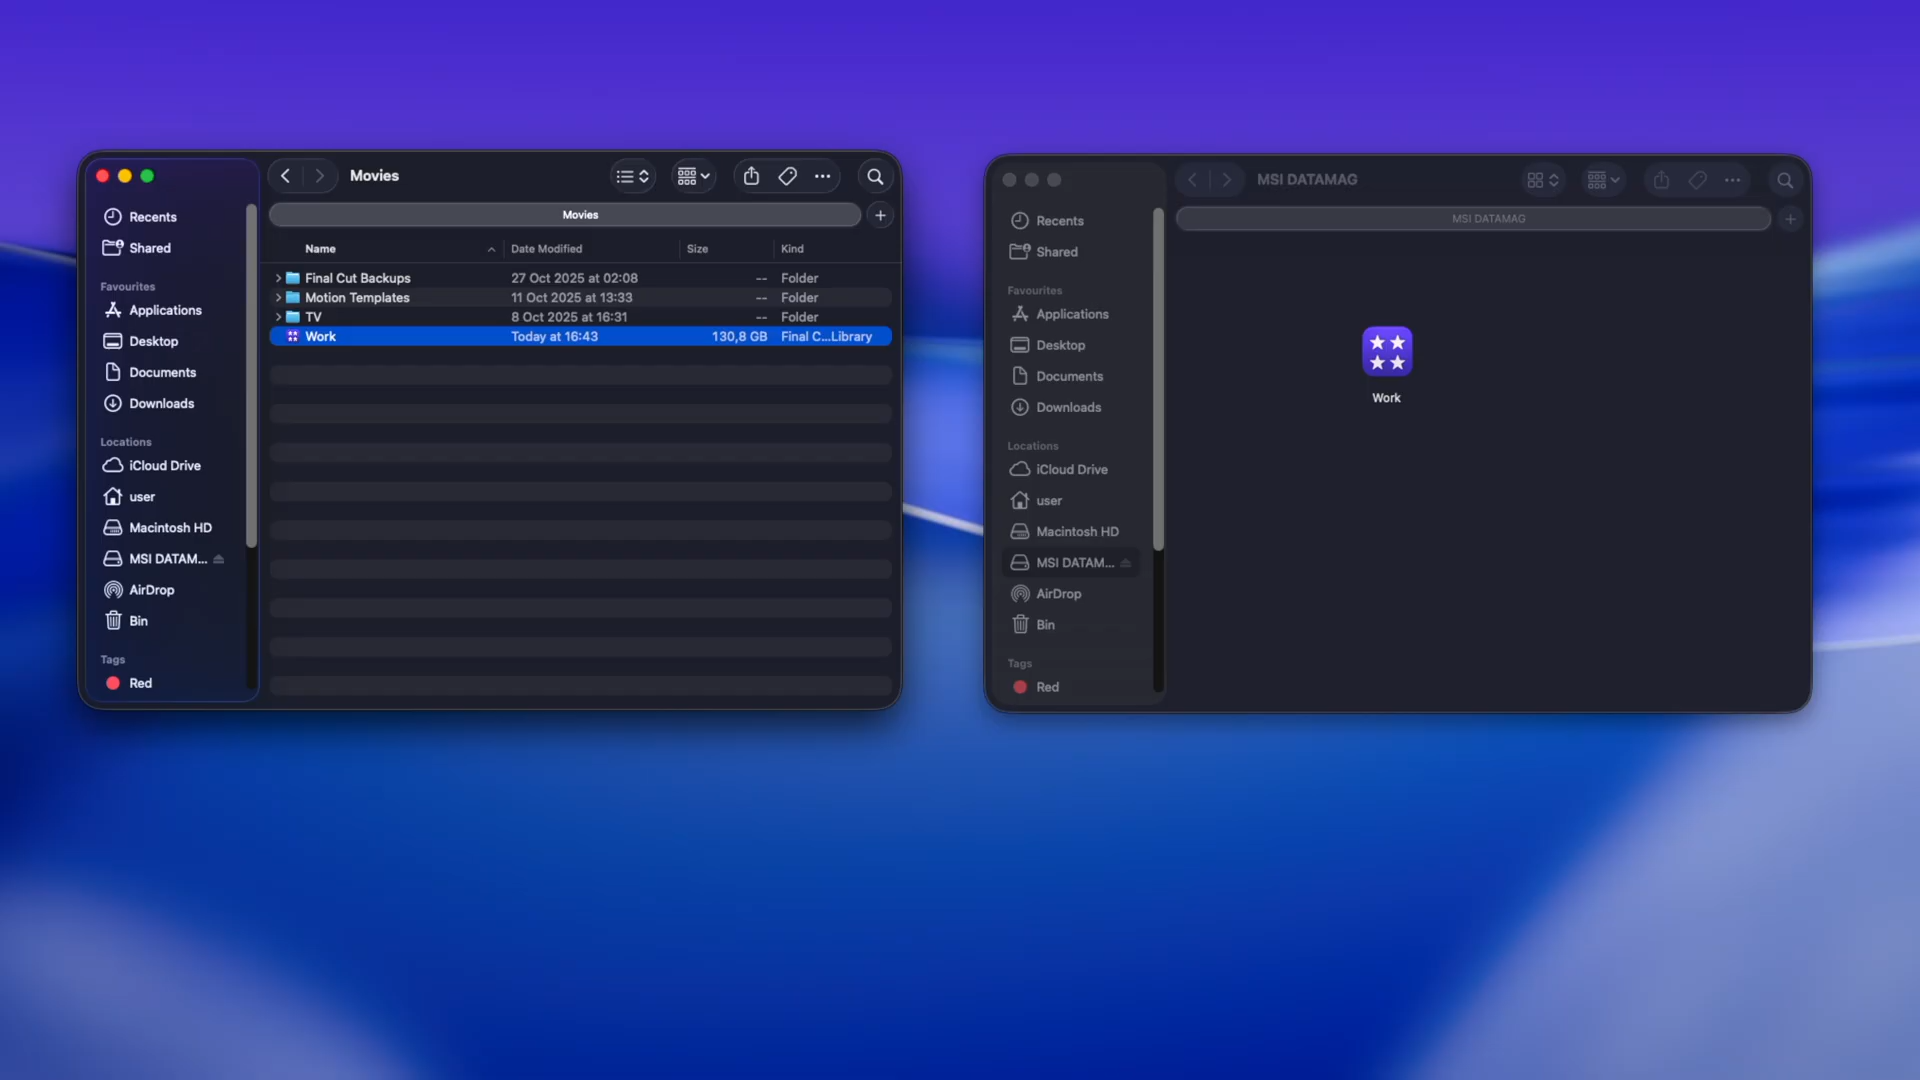 Movies
Movies
Recents
Shared
Favourites
Applications
Desktop
Documents
Downloads
Locations
iCloud Drive
user
Macintosh HD
MSI DATAM...
AirDrop
Bin
Tags
Red
Name Date Modified Size Kind
Final Cut Backups 27 Oct 2025 at 02:08 -- Folder
Motion Templates 11 Oct 2025 at 13:33 -- Folder
TV 8 Oct 2025 at 16:31 -- Folder
Work Today at 16:43 130,8 GB Final C...Library
MSI DATAMAG
MSI DATAMAG
Recents
Shared
Favourites
Applications
Desktop
Documents
Downloads
Locations
iCloud Drive
user
Macintosh HD
MSI DATAM...
AirDrop
Bin
Tags
Red
Work